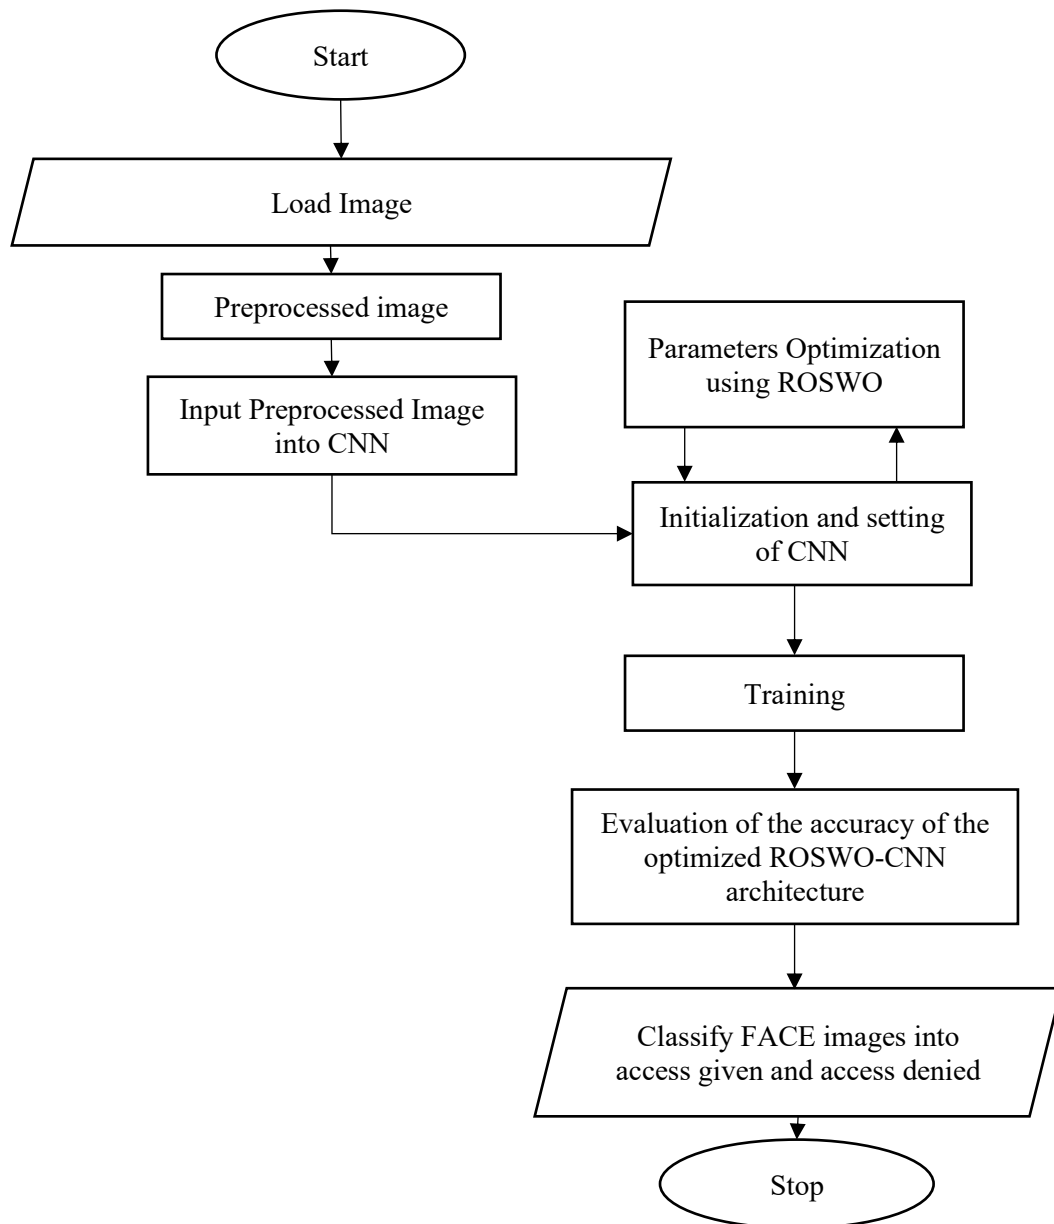 Start
Load Image
Preprocessed image
Input Preprocessed Image
into CNN
Parameters Optimization
using ROSWO
Initialization and setting
of CNN
Training
Evaluation of the accuracy of the
optimized ROSWO-CNN
architecture
Classify FACE images into
access given and access denied
Stop